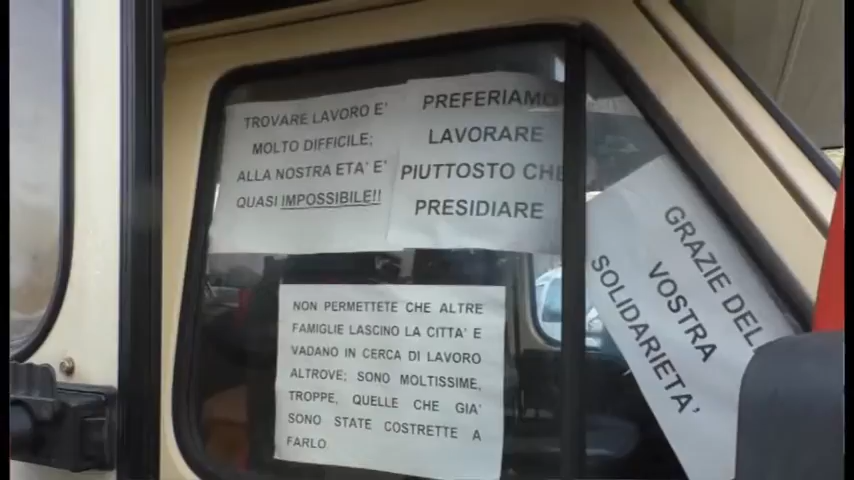 TROVARE LAVORO E'
MOLTO DIFFICILE;
ALLA NOSTRA ETA' E'
QUASI IMPOSSIBILE!!
PREFERIAMO
LAVORARE
PIUTTOSTO CHE
PRESIDIARE
NON PERMETTETE CHE ALTRE
FAMIGLIE LASCINO LA CITTA' E
VADANO IN CERCA DI LAVORO
ALTROVE; SONO MOLTISSIME,
TROPPE, QUELLE CHE GIA'
SONO STATE COSTRETTE A
FARLO
GRAZIE DEL
VOSTRA
SOLIDARIETA'